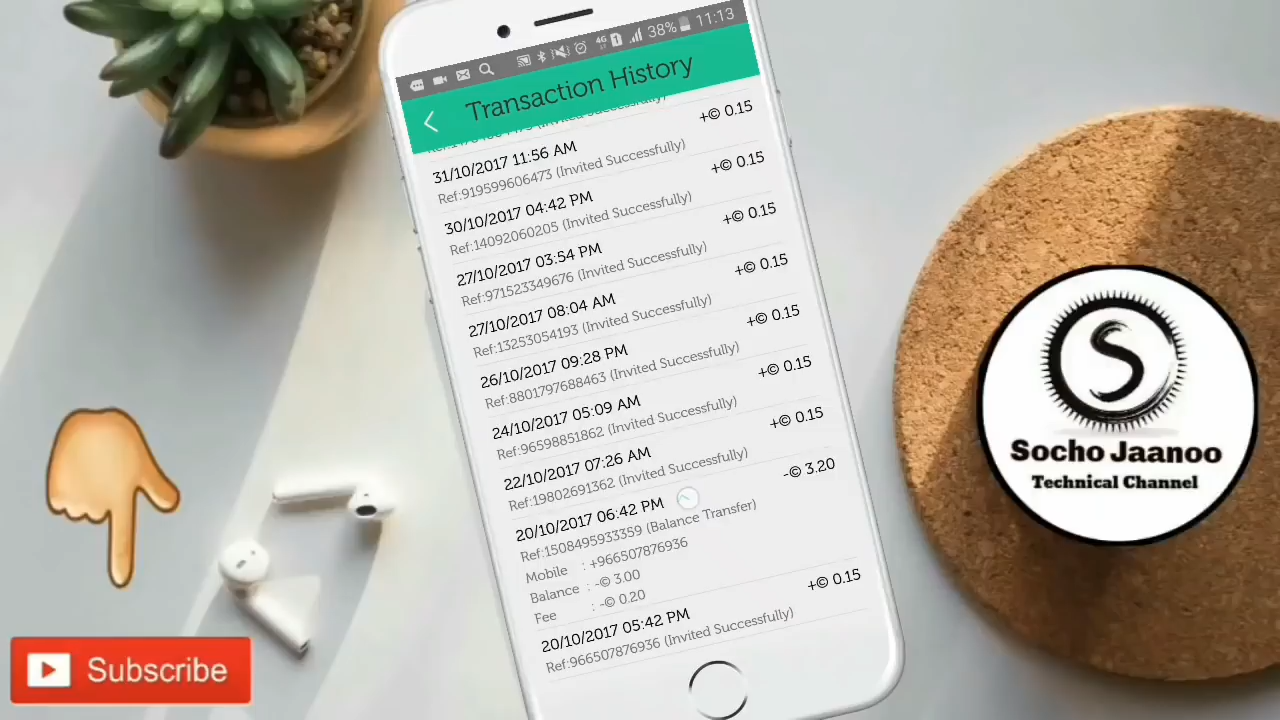 4G 1 38% 11:13
Transaction History
+© 0.15
31/10/2017 11:56 AM
Ref:919599606473 (Invited Successfully)
+© 0.15
30/10/2017 04:42 PM
Ref:14092060205 (Invited Successfully)
+© 0.15
27/10/2017 03:54 PM
Ref:971523349676 (Invited Successfully)
+© 0.15
27/10/2017 08:04 AM
Ref:13253054193 (Invited Successfully)
+© 0.15
26/10/2017 09:28 PM
Ref:8801797688463 (Invited Successfully)
+© 0.15
24/10/2017 05:09 AM
Ref:96598851862 (Invited Successfully)
+© 0.15
22/10/2017 07:26 AM
Ref:19802691362 (Invited Successfully)
-© 3.20
20/10/2017 06:42 PM
Ref:1508495933359 (Balance Transfer)
Mobile : +966507876936
Balance : -© 3.00
Fee : -© 0.20
+© 0.15
20/10/2017 05:42 PM
Ref:966507876936 (Invited Successfully)
S
Socho Jaanoo
Technical Channel
Subscribe